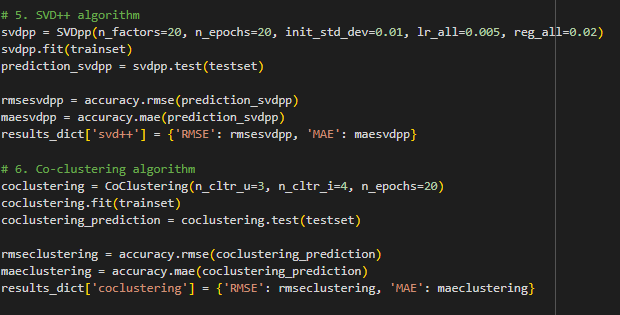 # 5. SVD++ algorithm
svdpp = SVDpp(n_factors=20, n_epochs=20, init_std_dev=0.01, lr_all=0.005, reg_all=0.02)
svdpp.fit(trainset)
prediction_svdpp = svdpp.test(testset)
rmsesvdpp = accuracy.rmse(prediction_svdpp)
maesvdpp = accuracy.mae(prediction_svdpp)
results_dict['svd++'] = {'RMSE': rmsesvdpp, 'MAE': maesvdpp}
# 6. Co-clustering algorithm
coclustering = CoClustering(n_cltr_u=3, n_cltr_i=4, n_epochs=20)
coclustering.fit(trainset)
coclustering_prediction = coclustering.test(testset)
rmseclustering = accuracy.rmse(coclustering_prediction)
maeclustering = accuracy.mae(coclustering_prediction)
results_dict['coclustering'] = {'RMSE': rmseclustering, 'MAE': maeclustering}